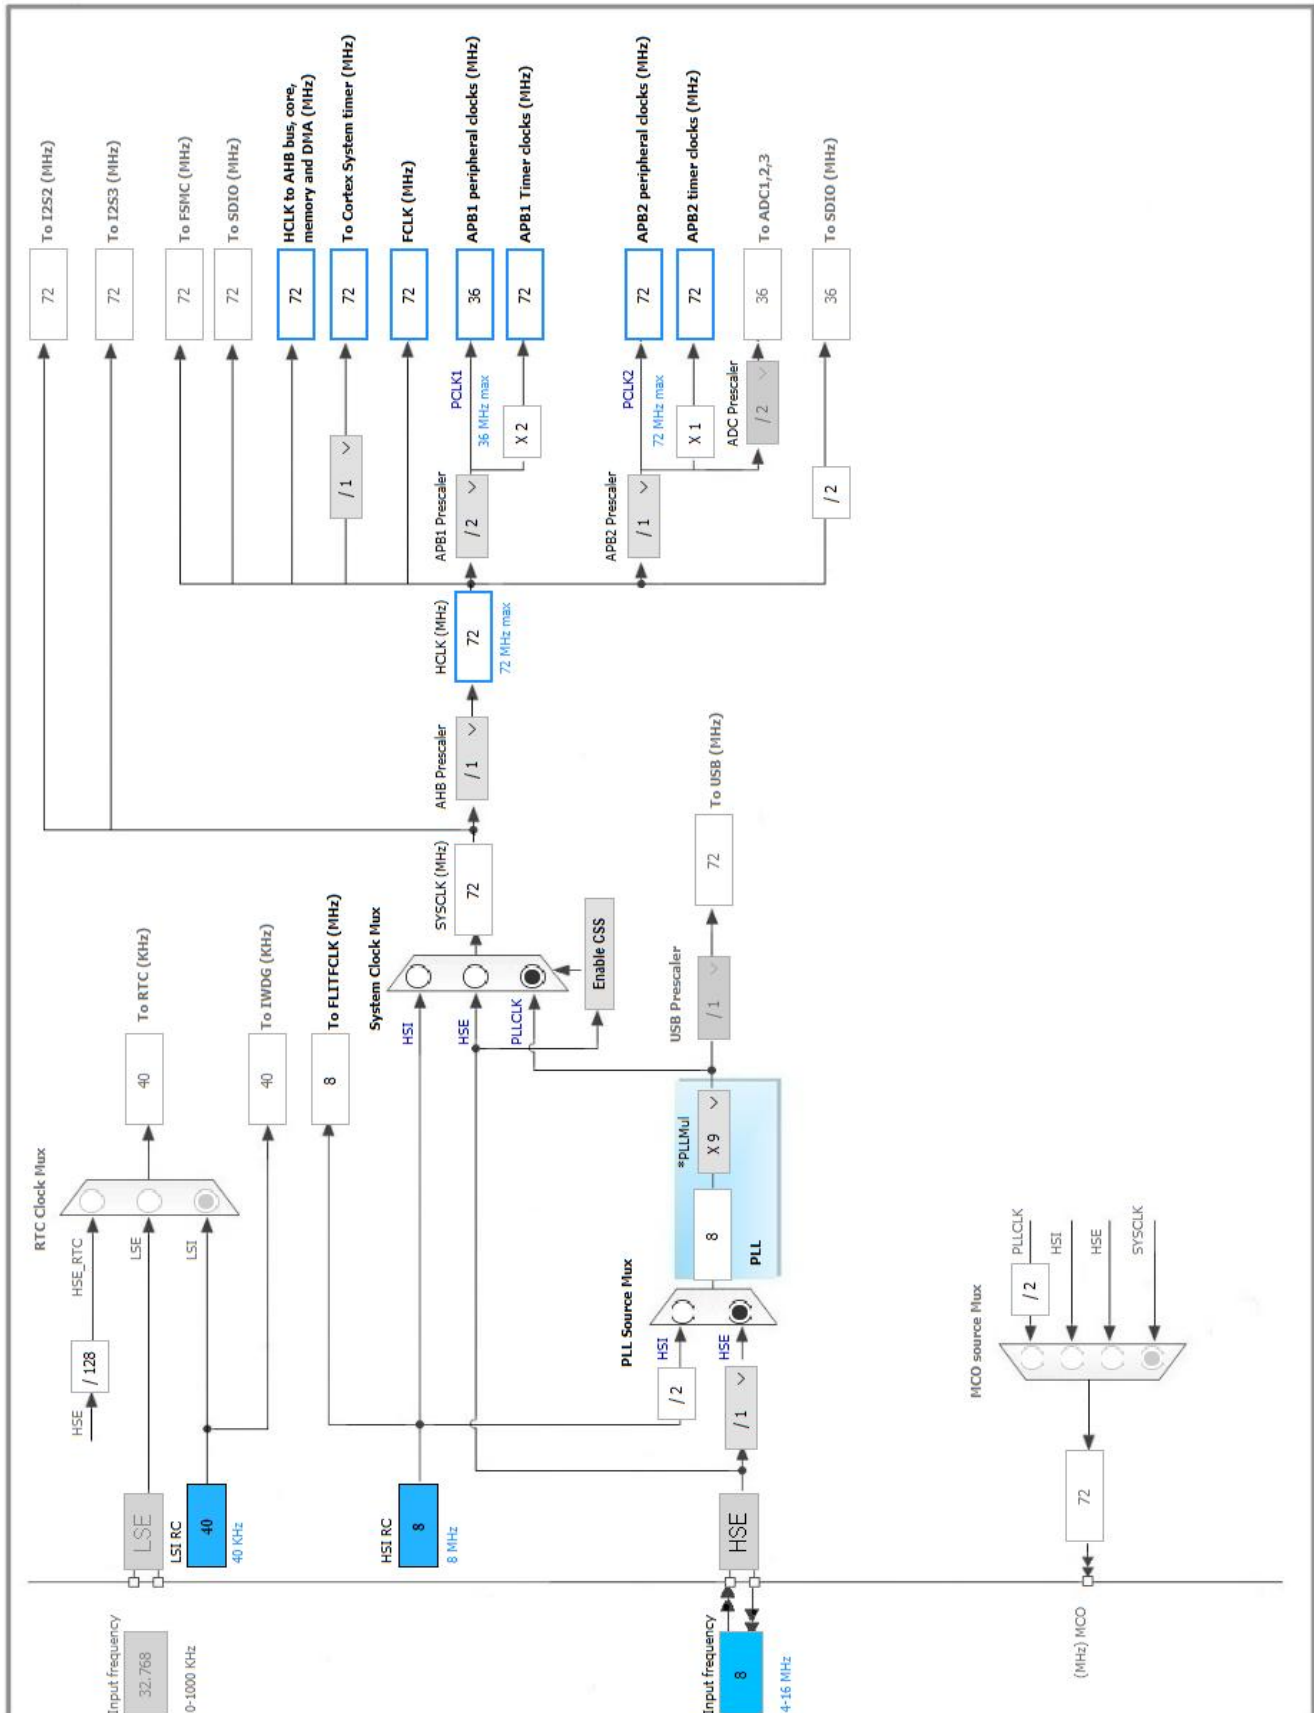 Input frequency
32.768
0-1000 KHz
LSE
LSI RC
40
40 KHz
HSE
/ 128
HSE_RTC
LSE
LSI
RTC Clock Mux
40
To RTC (KHz)
40
To IWDG (KHz)
HSI RC
8
8 MHz
8
To FLITFCLK (MHz)
Input frequency
8
4-16 MHz
HSE
/ 1
/ 2
HSI
HSE
PLL Source Mux
8
PLL
*PLLMul
X 9
USB Prescaler
/ 1
72
To USB (MHz)
System Clock Mux
HSI
HSE
PLLCLK
Enable CSS
SYSCLK (MHz)
72
AHB Prescaler
/ 1
HCLK (MHz)
72
72 MHz max
72
To I2S2 (MHz)
72
To I2S3 (MHz)
72
To FSMC (MHz)
72
To SDIO (MHz)
72
HCLK to AHB bus, core,
memory and DMA (MHz)
/ 1
72
To Cortex System timer (MHz)
72
FCLK (MHz)
APB1 Prescaler
/ 2
PCLK1
36 MHz max
36
APB1 peripheral clocks (MHz)
X 2
72
APB1 Timer clocks (MHz)
APB2 Prescaler
/ 1
PCLK2
72 MHz max
72
APB2 peripheral clocks (MHz)
X 1
72
APB2 timer clocks (MHz)
ADC Prescaler
/ 2
36
To ADC1,2,3
/ 2
36
To SDIO (MHz)
(MHz) MCO
72
MCO source Mux
/ 2
PLLCLK
HSI
HSE
SYSCLK